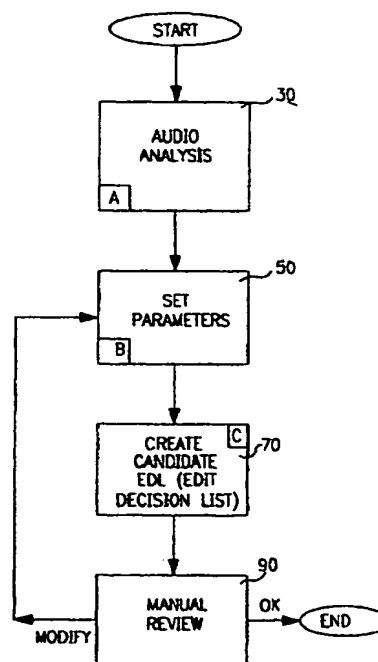 START
30
AUDIO
ANALYSIS
A
50
SET
PARAMETERS
B
C
CREATE
CANDIDATE
EDL (EDIT
DECISION LIST)
70
90
MANUAL
REVIEW
OK
END
MODIFY